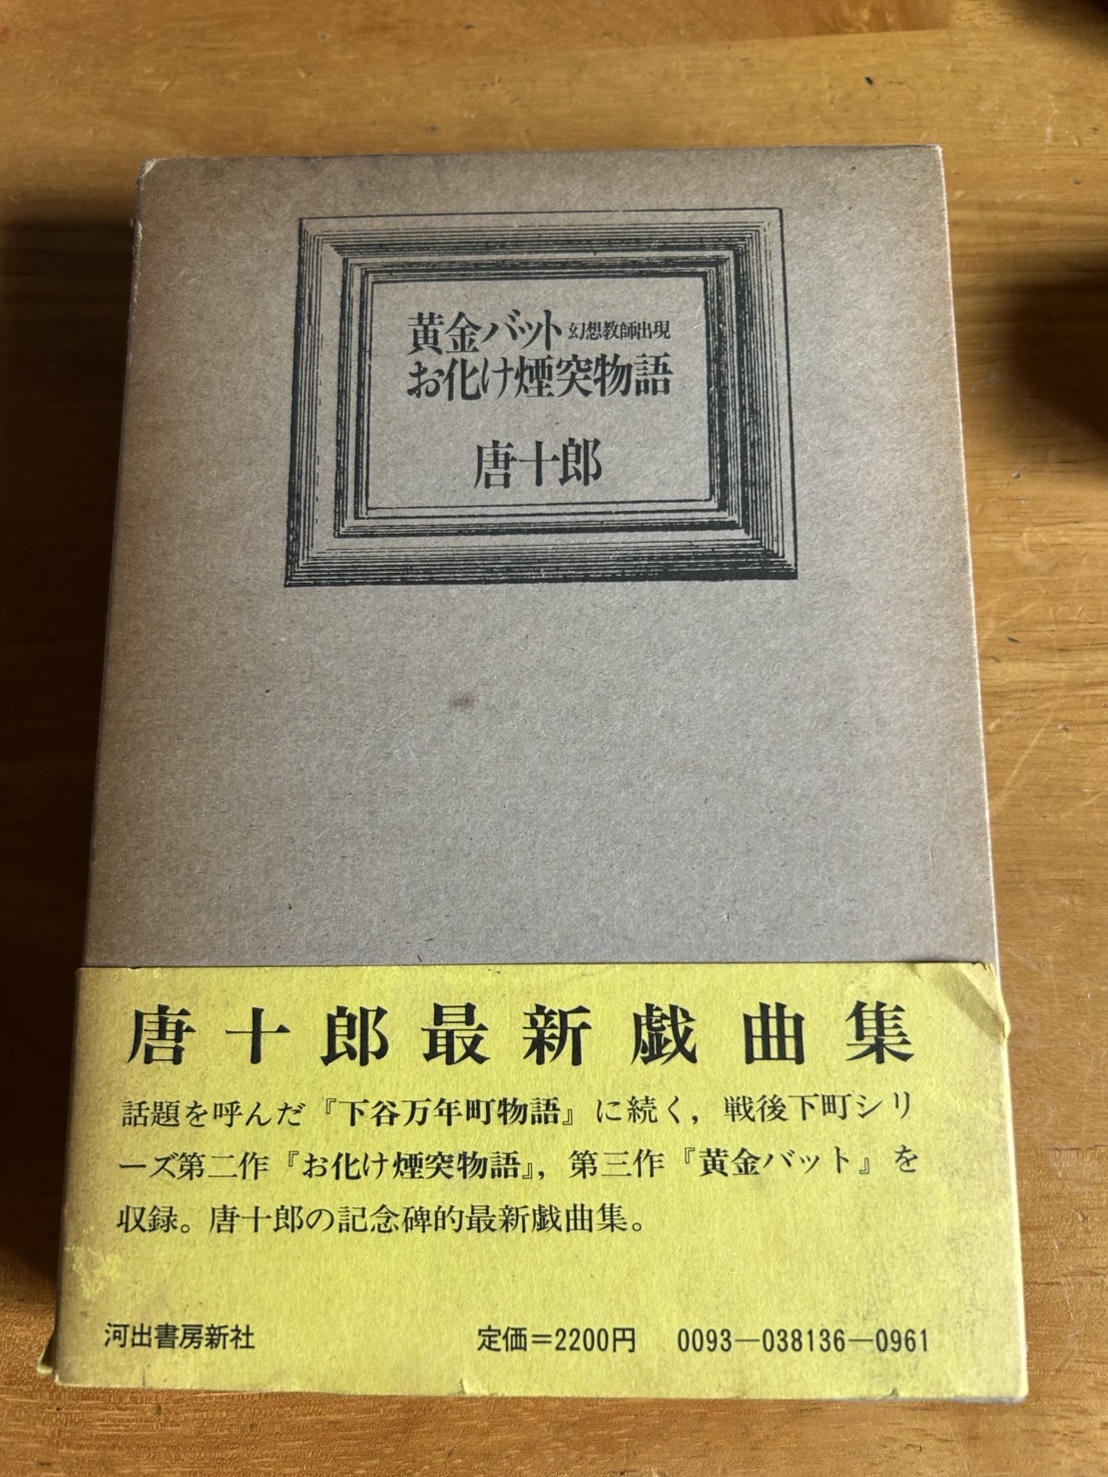 黄金バット 幻想教師出現
お化け煙突物語
唐十郎
唐十郎最新戯曲集
話題を呼んだ『下谷万年町物語』に続く，戦後下町シリ
ーズ第二作『お化け煙突物語』，第三作『黄金バット』を
収録。唐十郎の記念碑的最新戯曲集。
河出書房新社 定価＝2200円 0093—038136—0961